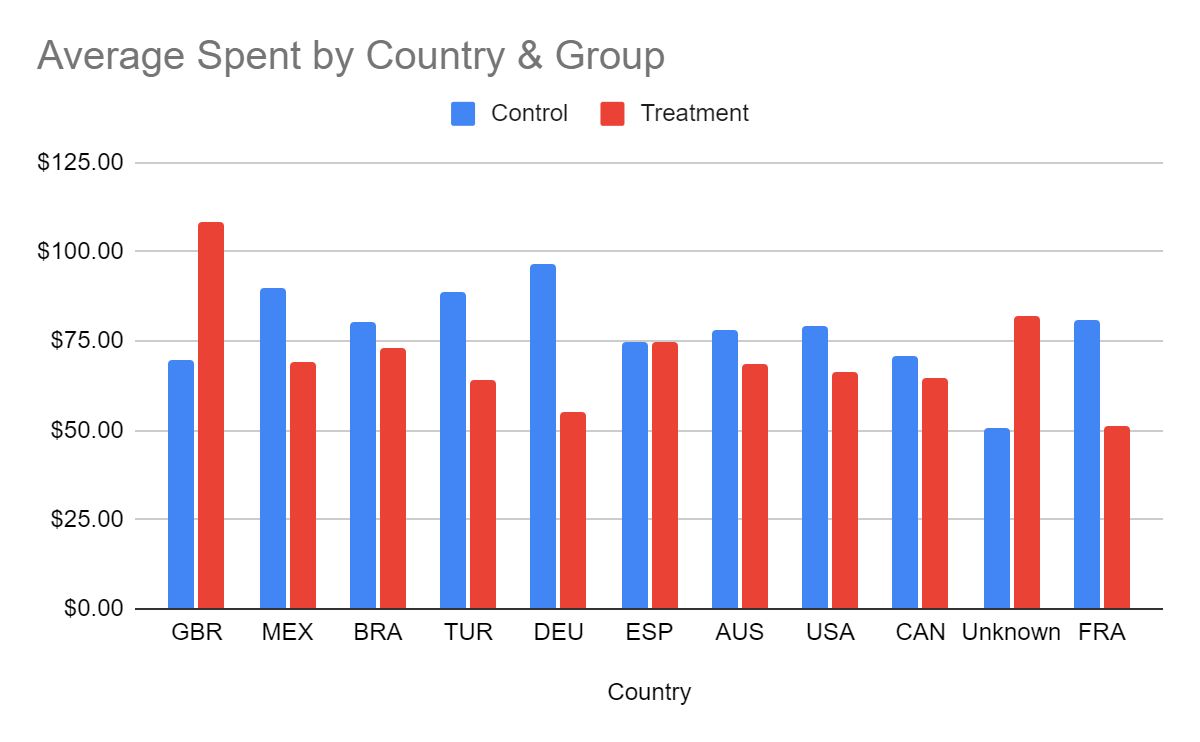 Average Spent by Country & Group
Control Treatment
$125.00
$100.00
$75.00
$50.00
$25.00
$0.00
GBR MEX BRA TUR DEU ESP AUS USA CAN Unknown FRA
Country